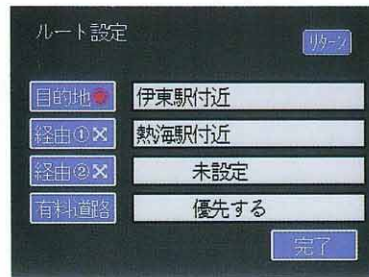 ルート設定
リターン
目的地
伊東駅付近
経由①✕
熱海駅付近
経由②✕
未設定
有料道路
優先する
完了